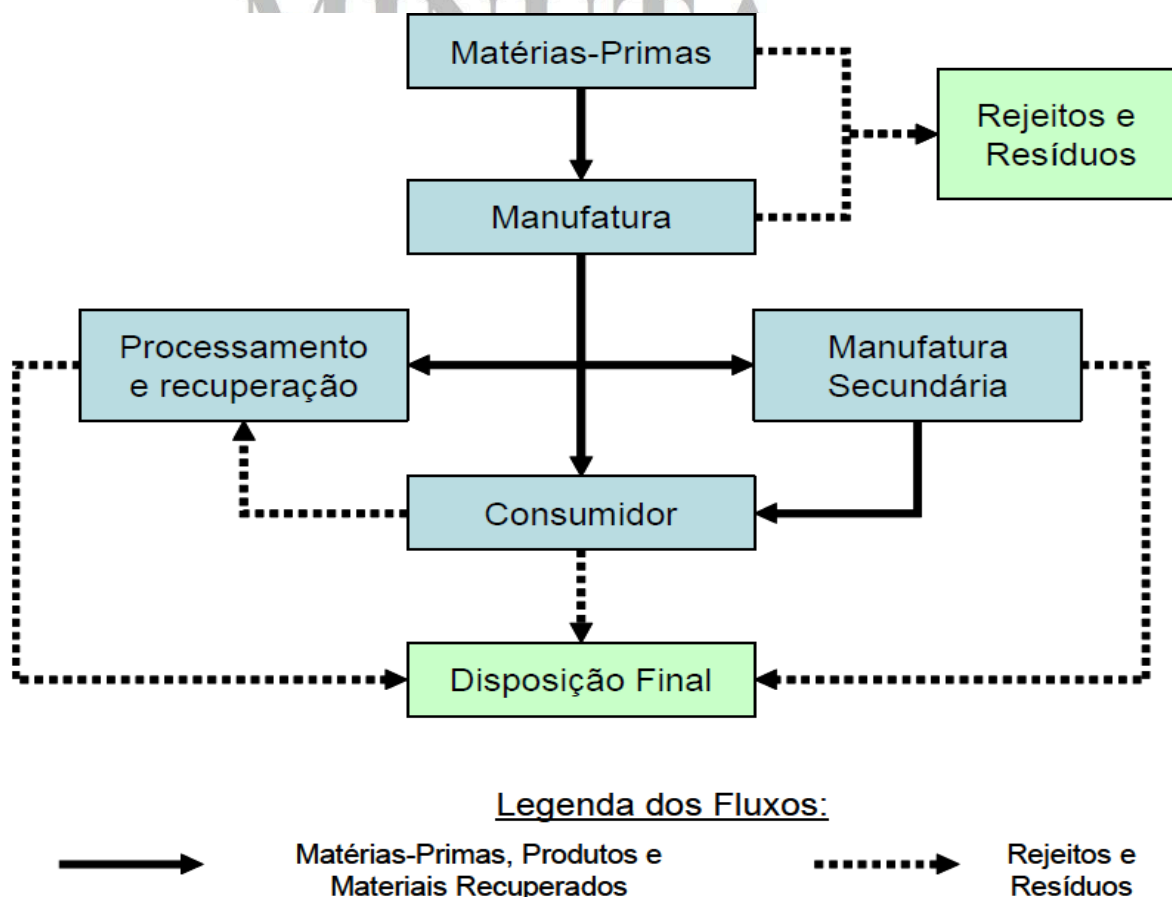 Matérias-Primas
Rejeitos e
Resíduos
Manufatura
Processamento
e recuperação
Manufatura
Secundária
Consumidor
Disposição Final
Legenda dos Fluxos:
Matérias-Primas, Produtos e
Materiais Recuperados
Rejeitos e
Resíduos